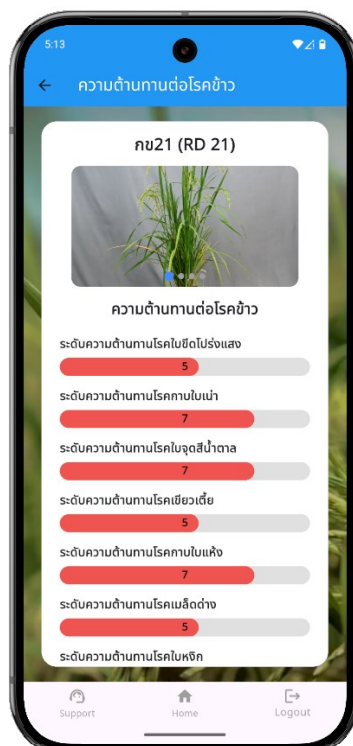 5:13
ความต้านทานต่อโรคข้าว
กข21 (RD 21)
ความต้านทานต่อโรคข้าว
ระดับความต้านทานโรคใบขีดโปร่งแสง
5
ระดับความต้านทานโรคกาบใบเน่า
7
ระดับความต้านทานโรคใบจุดสีน้ำตาล
7
ระดับความต้านทานโรคเขียวเตี้ย
5
ระดับความต้านทานโรคกาบใบแห้ง
7
ระดับความต้านทานโรคเมล็ดด่าง
5
ระดับความต้านทานโรคใบหงิก
Support Home Logout